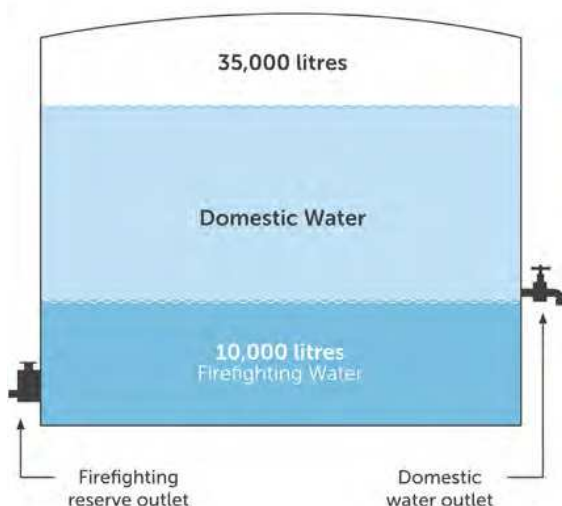 35,000 litres
Domestic Water
10,000 litres
Firefighting Water
Firefighting
reserve outlet
Domestic
water outlet